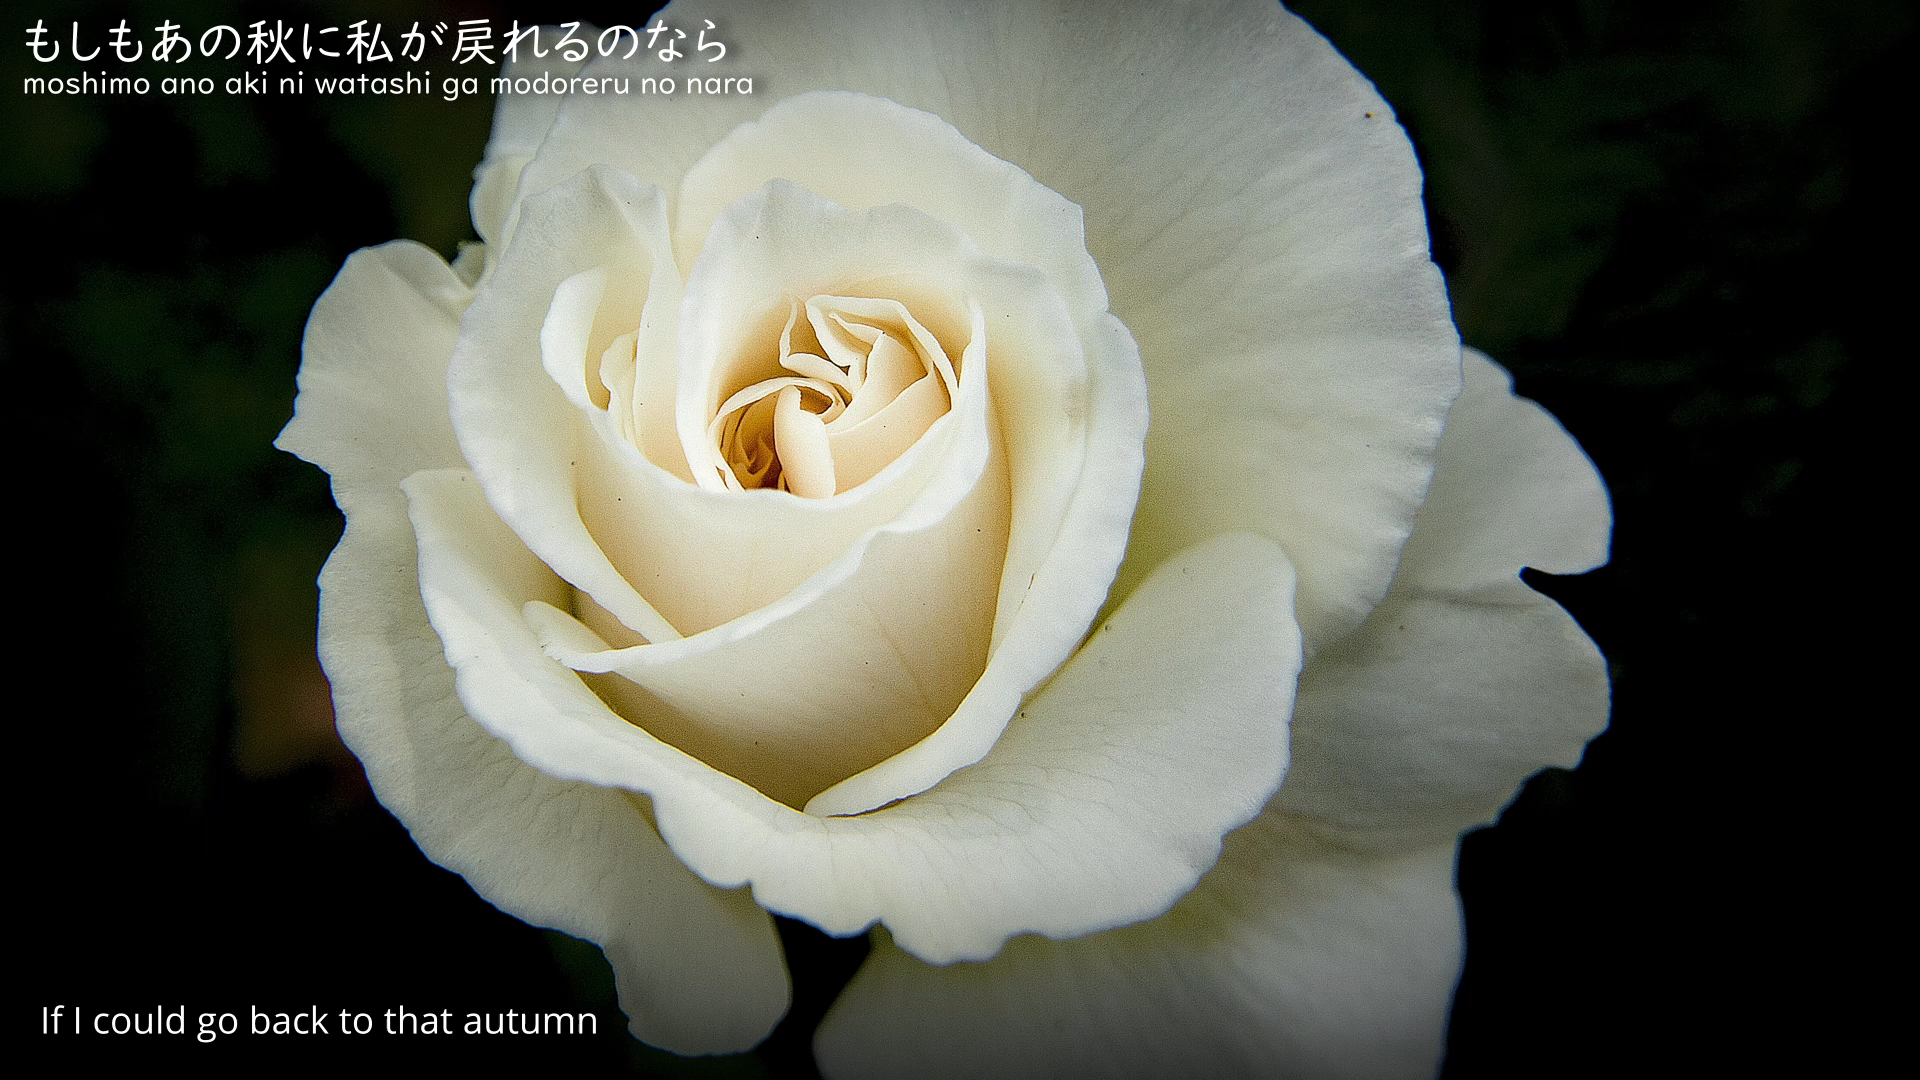 もしもあの秋に私が戻れるのなら
moshimo ano aki ni watashi ga modoreru no nara
If I could go back to that autumn